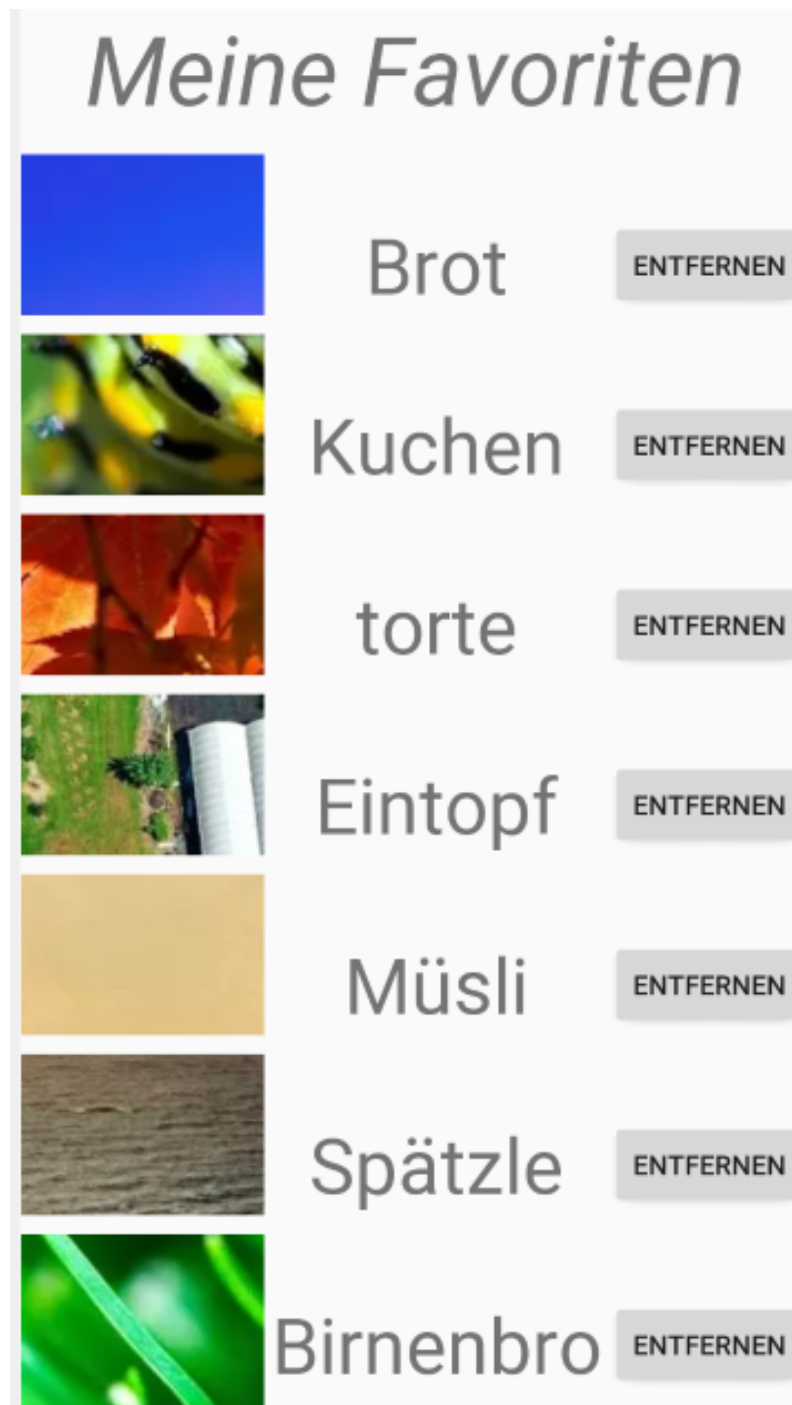 Meine Favoriten
Brot ENTFERNEN
Kuchen ENTFERNEN
torte ENTFERNEN
Eintopf ENTFERNEN
Müsli ENTFERNEN
Spätzle ENTFERNEN
Birnenbro ENTFERNEN